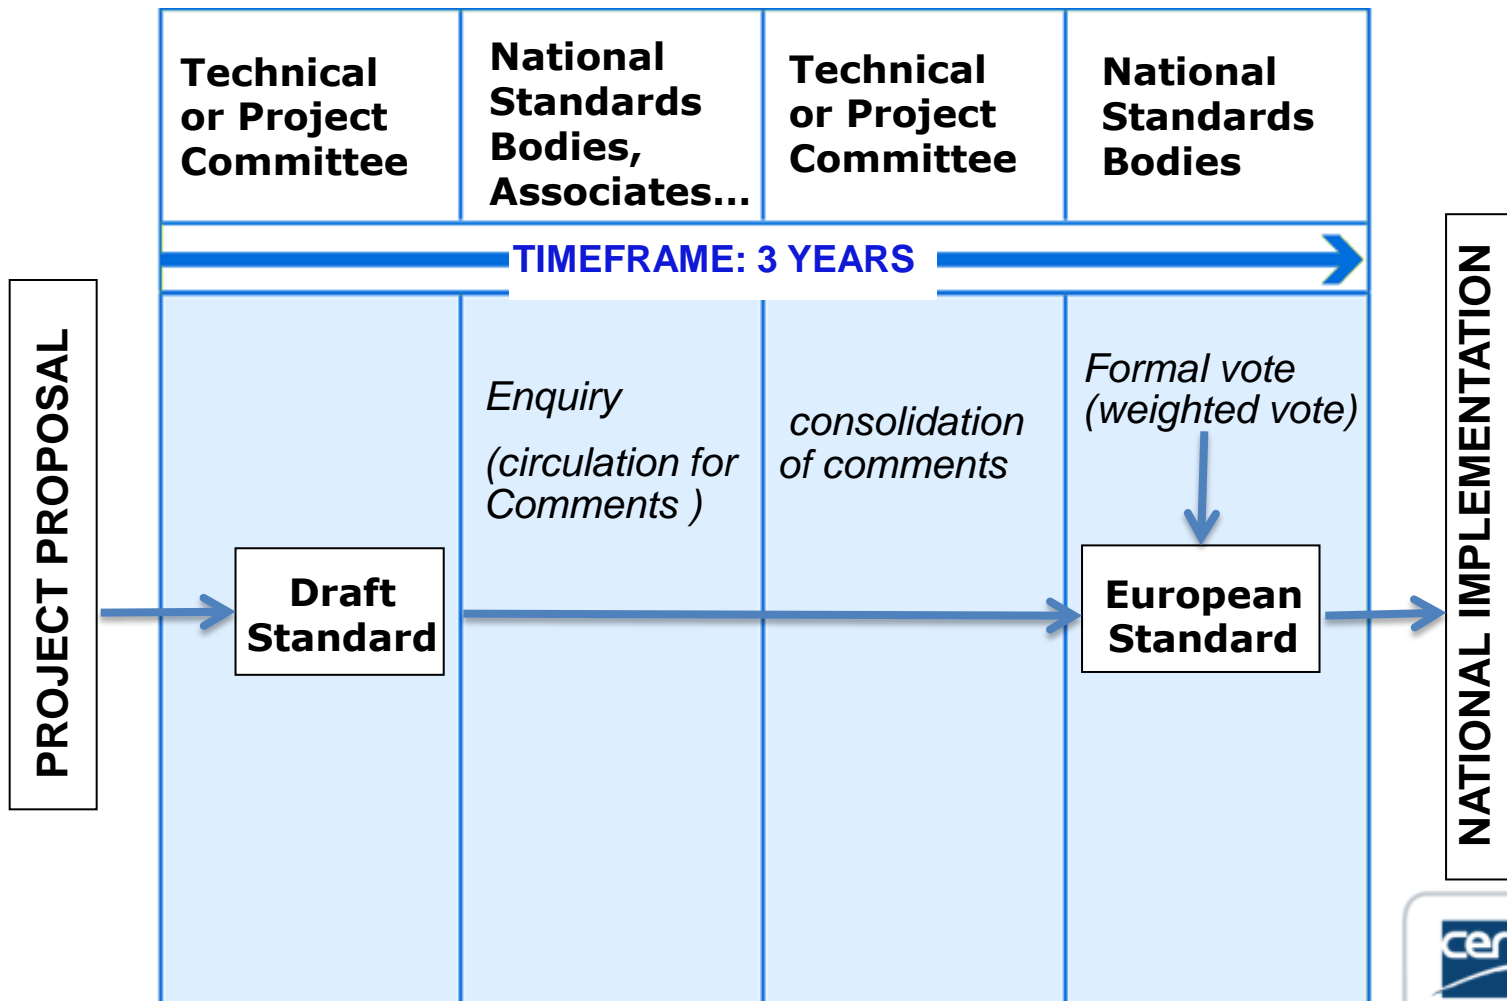 Technical
or Project
Committee
National
Standards
Bodies,
Associates...
Technical
or Project
Committee
National
Standards
Bodies
TIMEFRAME: 3 YEARS
PROJECT PROPOSAL
Enquiry
(circulation for
Comments )
consolidation
of comments
Formal vote
(weighted vote)
Draft
Standard
European
Standard
NATIONAL IMPLEMENTATION
cen